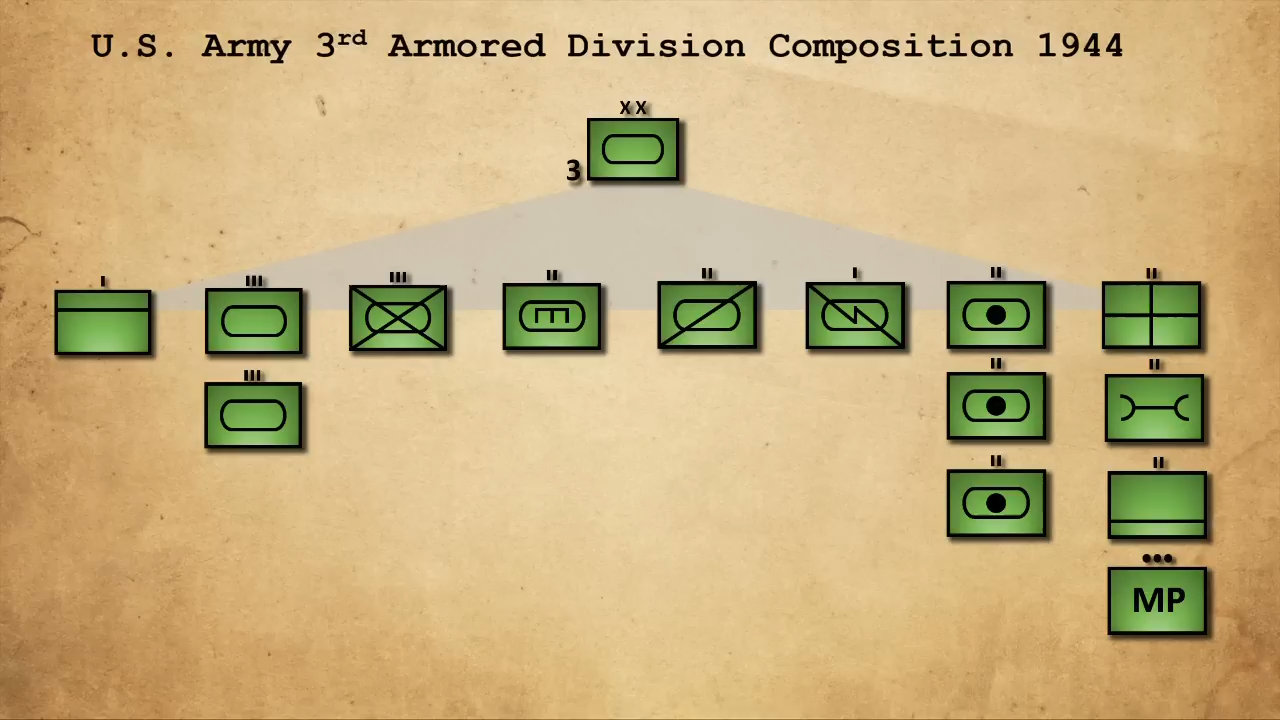 U.S. Army 3rd Armored Division Composition 1944
XX
3
I III III II II I II II
III II II
II II
MP